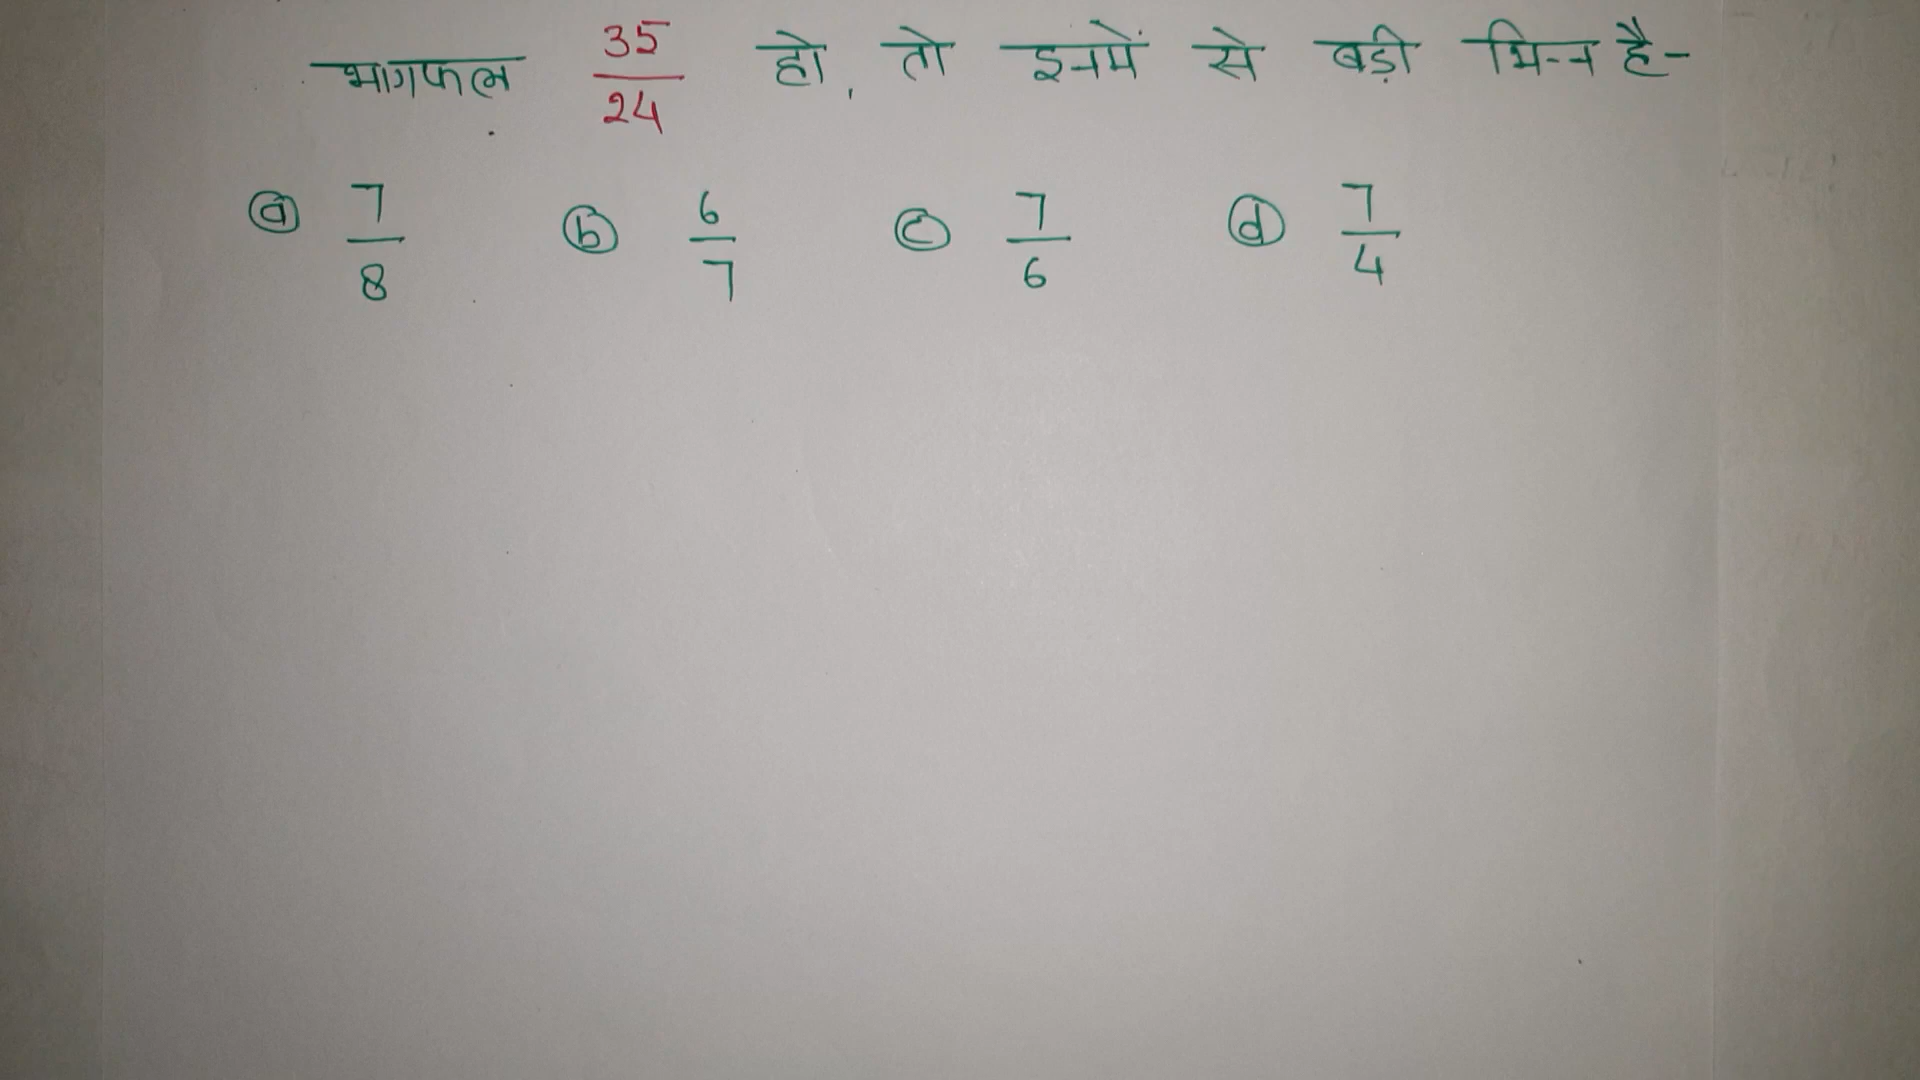 भागफल 35/24 हो, तो इनमें से बड़ी भिन्न है-
ⓐ 7/8 ⓑ 6/7 ⓒ 7/6 ⓓ 7/4